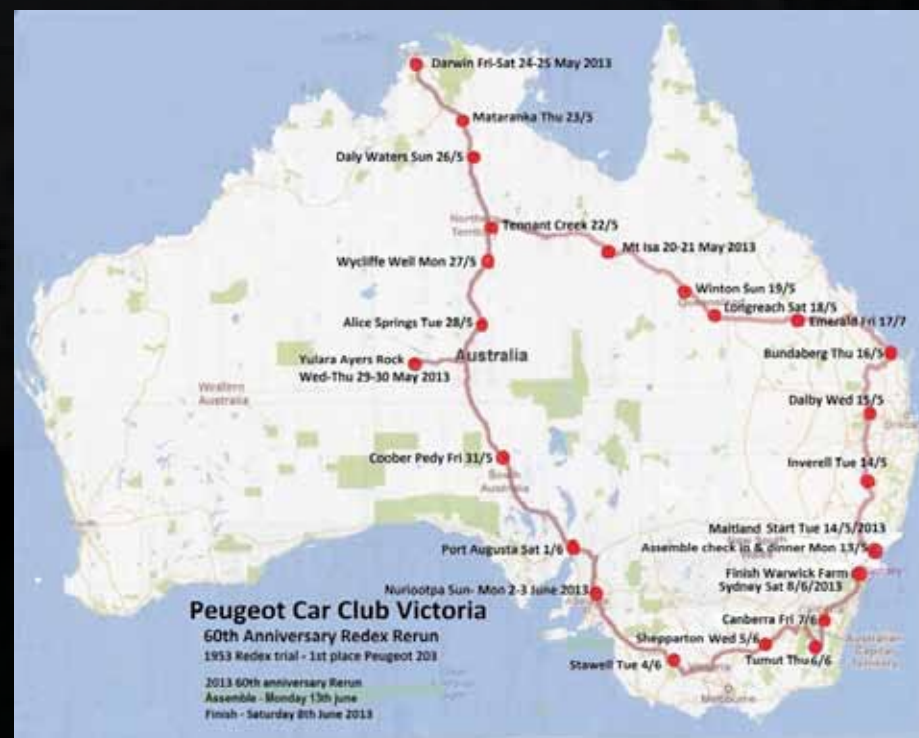 Darwin Fri-Sat 24-25 May 2013
Mataranka Thu 23/5
Daly Waters Sun 26/5
Tennant Creek 22/5
Mt Isa 20-21 May 2013
Wycliffe Well Mon 27/5
Winton Sun 19/5
Longreach Sat 18/5
Emerald Fri 17/7
Alice Springs Tue 28/5
Australia
Bundaberg Thu 16/5
Yulara Ayers Rock
Wed-Thu 29-30 May 2013
Western
Australia
Dalby Wed 15/5
Coober Pedy Fri 31/5
South
Australia
Inverell Tue 14/5
Maitland Start Tue 14/5/2013
Assemble check in & dinner Mon 13/5
Port Augusta Sat 1/6
Finish Warwick Farm
Sydney Sat 8/6/2013
Nuriootpa Sun- Mon 2-3 June 2013
Canberra Fri 7/6
Shepparton Wed 5/6
Tumut Thu 6/6
Stawell Tue 4/6
Australian
Capital
Territory
Melbourne
Peugeot Car Club Victoria
60th Anniversary Redex Rerun
1953 Redex trial - 1st place Peugeot 203
2013 60th anniversary Rerun
Assemble - Monday 13th june
Finish - Saturday 8th June 2013